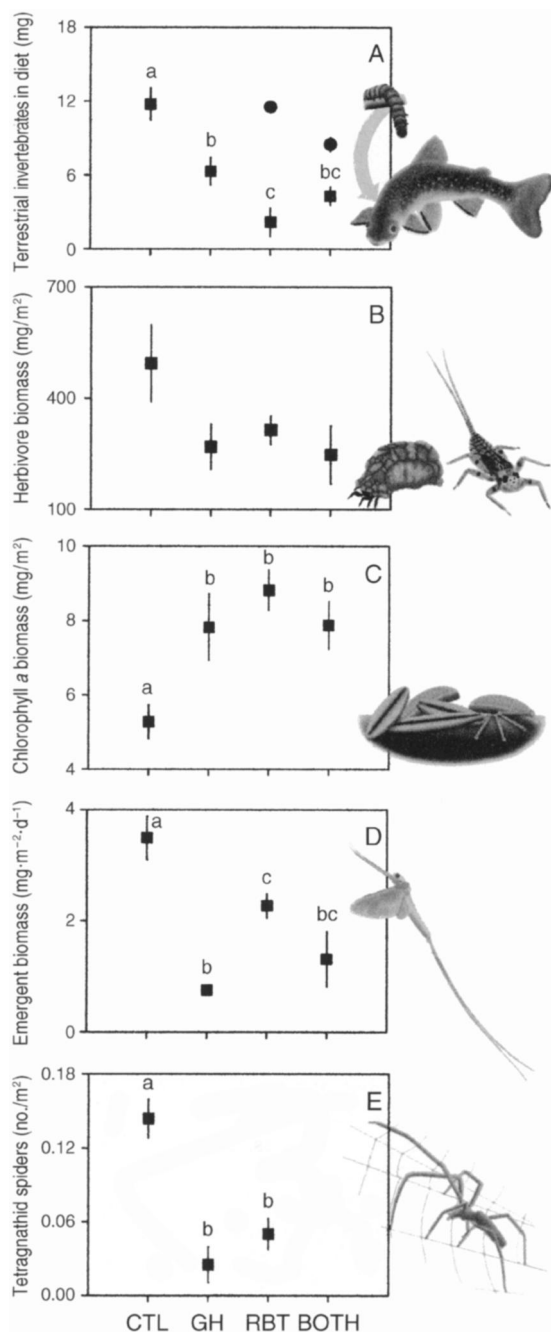 Terrestrial invertebrates in diet (mg)
18
12
6
0
A
a
b
c
bc
Herbivore biomass (mg/m²)
700
400
100
B
Chlorophyll a biomass (mg/m²)
10
8
6
4
C
a
b
b
b
Emergent biomass (mg·m⁻²·d⁻¹)
4
2
0
D
a
b
c
bc
Tetragnathid spiders (no./m²)
0.18
0.12
0.06
0.00
E
a
b
b
CTL GH RBT BOTH